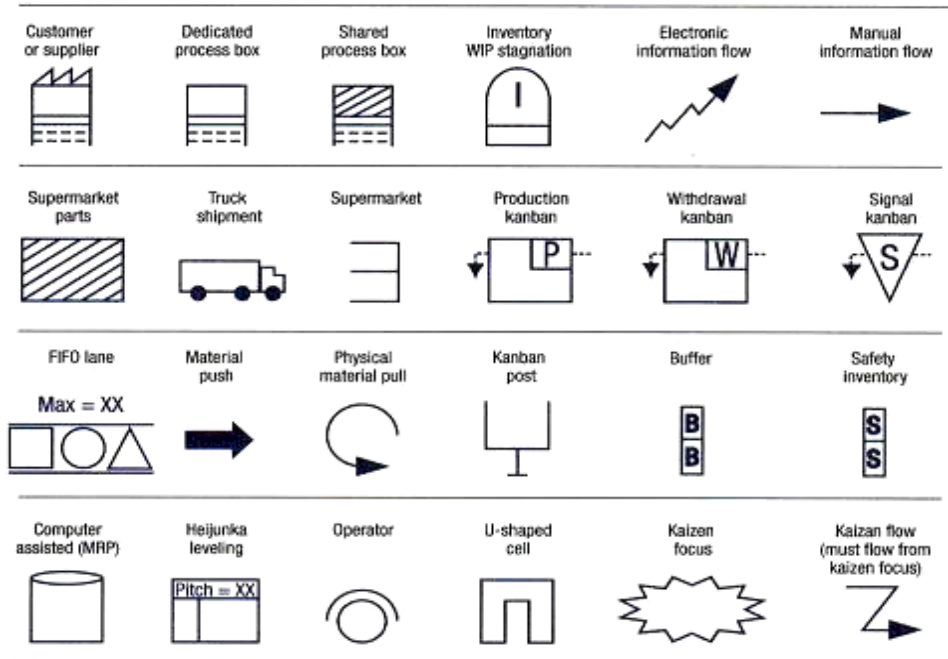 Customer
or supplier
Dedicated
process box
Shared
process box
Inventory
WIP stagnation
I
Electronic
information flow
Manual
information flow
Supermarket
parts
Truck
shipment
Supermarket
Production
kanban
P
Withdrawal
kanban
W
Signal
kanban
S
FIFO lane
Max = XX
Material
push
Physical
material pull
Kanban
post
Buffer
B
B
Safety
inventory
S
S
Computer
assisted (MRP)
Heijunka
leveling
Pitch = XX
Operator
U-shaped
cell
Kaizen
focus
Kaizan flow
(must flow from
kaizen focus)